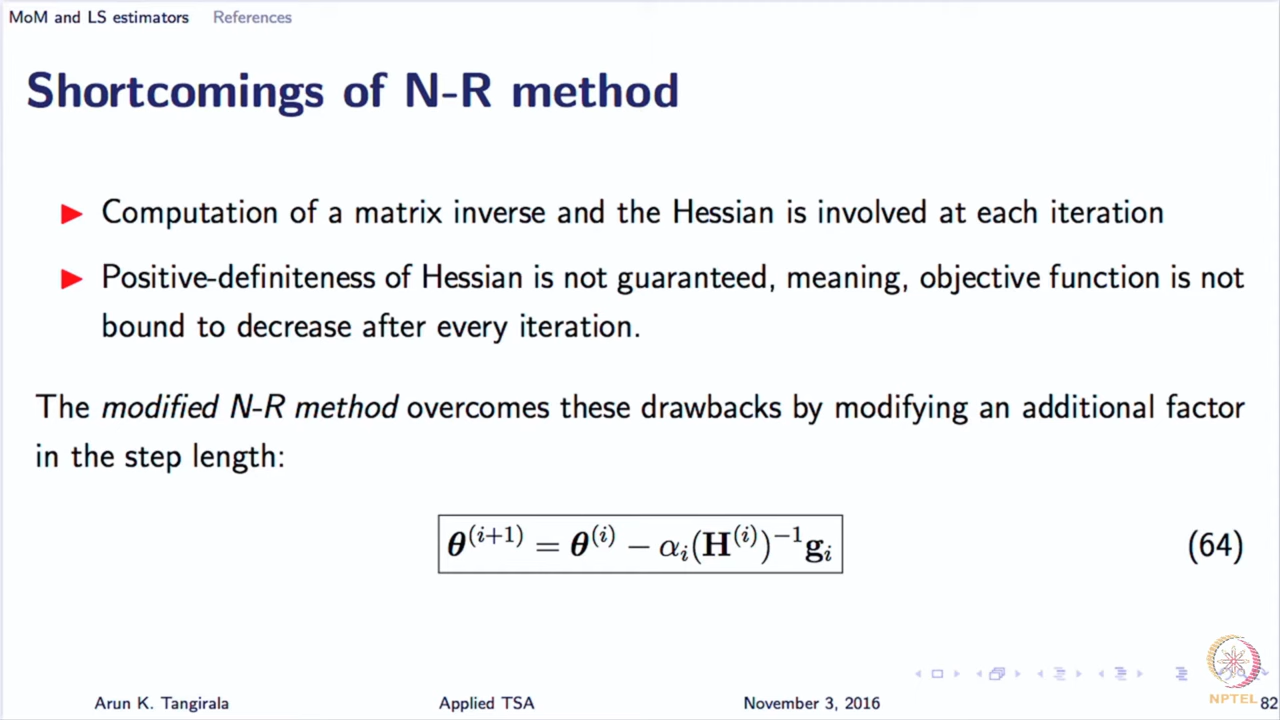 MoM and LS estimators References
Shortcomings of N-R method
▶ Computation of a matrix inverse and the Hessian is involved at each iteration
▶ Positive-definiteness of Hessian is not guaranteed, meaning, objective function is not
bound to decrease after every iteration.
The modified N-R method overcomes these drawbacks by modifying an additional factor
in the step length:
θ^(i+1) = θ^(i) − α_i(H^(i))^−1 g_i (64)
NPTEL
Arun K. Tangirala Applied TSA November 3, 2016 82